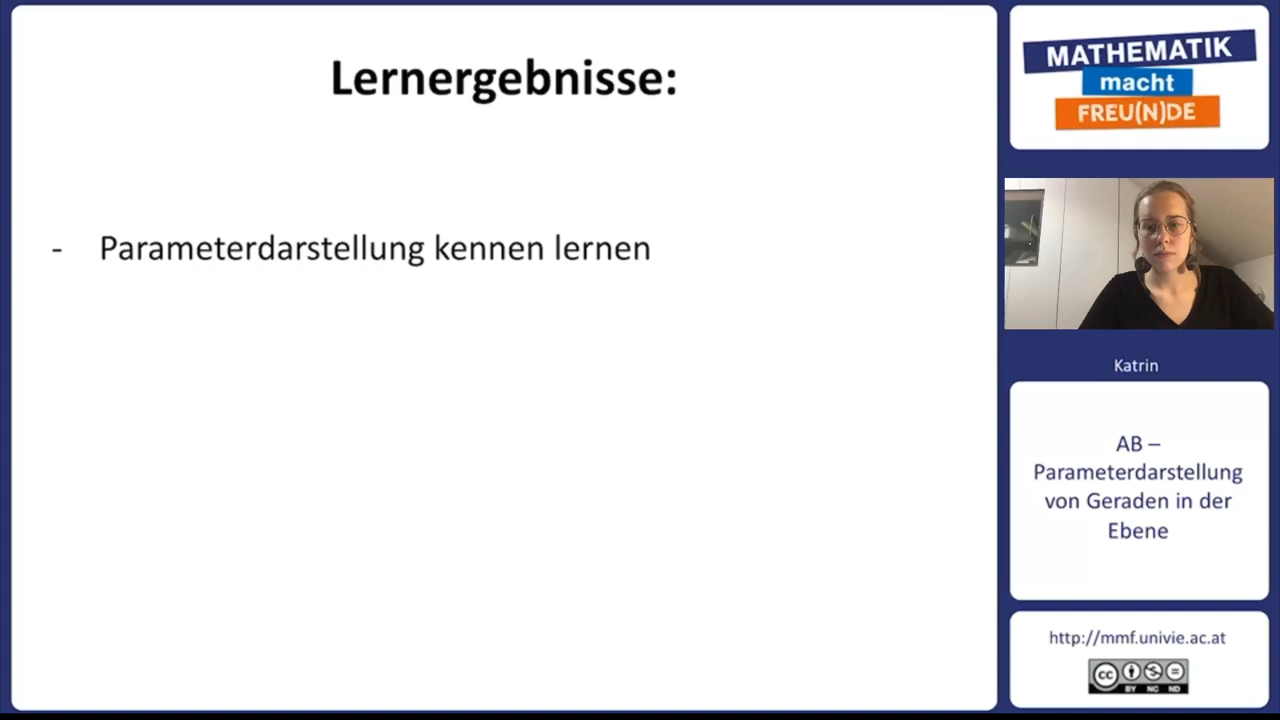 Lernergebnisse:
- Parameterdarstellung kennen lernen
MATHEMATIK
macht
FREU(N)DE
Katrin
AB –
Parameterdarstellung
von Geraden in der
Ebene
http://mmf.univie.ac.at
cc
BY NC ND